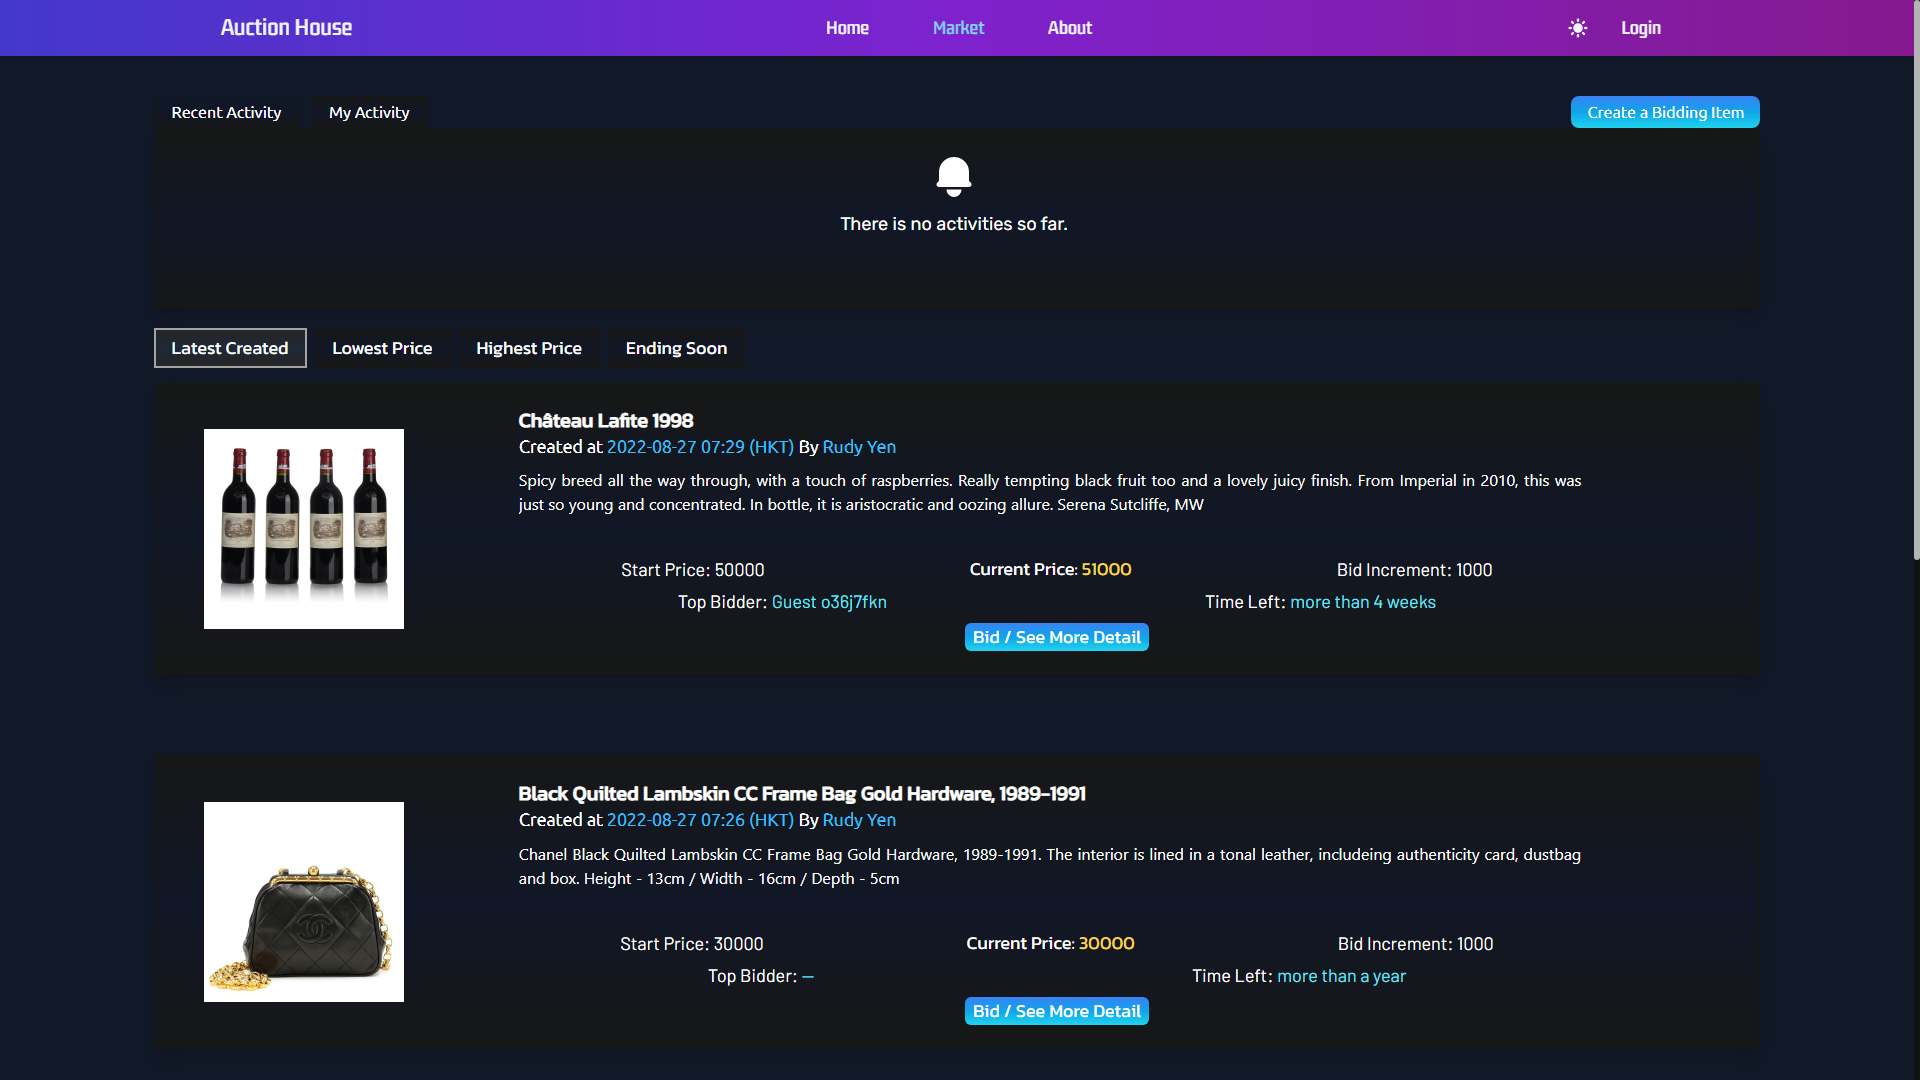 Auction House
Home
Market
About
Login
Recent Activity
My Activity
Create a Bidding Item
There is no activities so far.
Latest Created
Lowest Price
Highest Price
Ending Soon
Château Lafite 1998
Created at 2022-08-27 07:29 (HKT) By Rudy Yen
Spicy breed all the way through, with a touch of raspberries. Really tempting black fruit too and a lovely juicy finish. From Imperial in 2010, this was
just so young and concentrated. In bottle, it is aristocratic and oozing allure. Serena Sutcliffe, MW
Start Price: 50000
Current Price: 51000
Bid Increment: 1000
Top Bidder: Guest o36j7fkn
Time Left: more than 4 weeks
Bid / See More Detail
Black Quilted Lambskin CC Frame Bag Gold Hardware, 1989-1991
Created at 2022-08-27 07:26 (HKT) By Rudy Yen
Chanel Black Quilted Lambskin CC Frame Bag Gold Hardware, 1989-1991. The interior is lined in a tonal leather, includeing authenticity card, dustbag
and box. Height - 13cm / Width - 16cm / Depth - 5cm
Start Price: 30000
Current Price: 30000
Bid Increment: 1000
Top Bidder: —
Time Left: more than a year
Bid / See More Detail